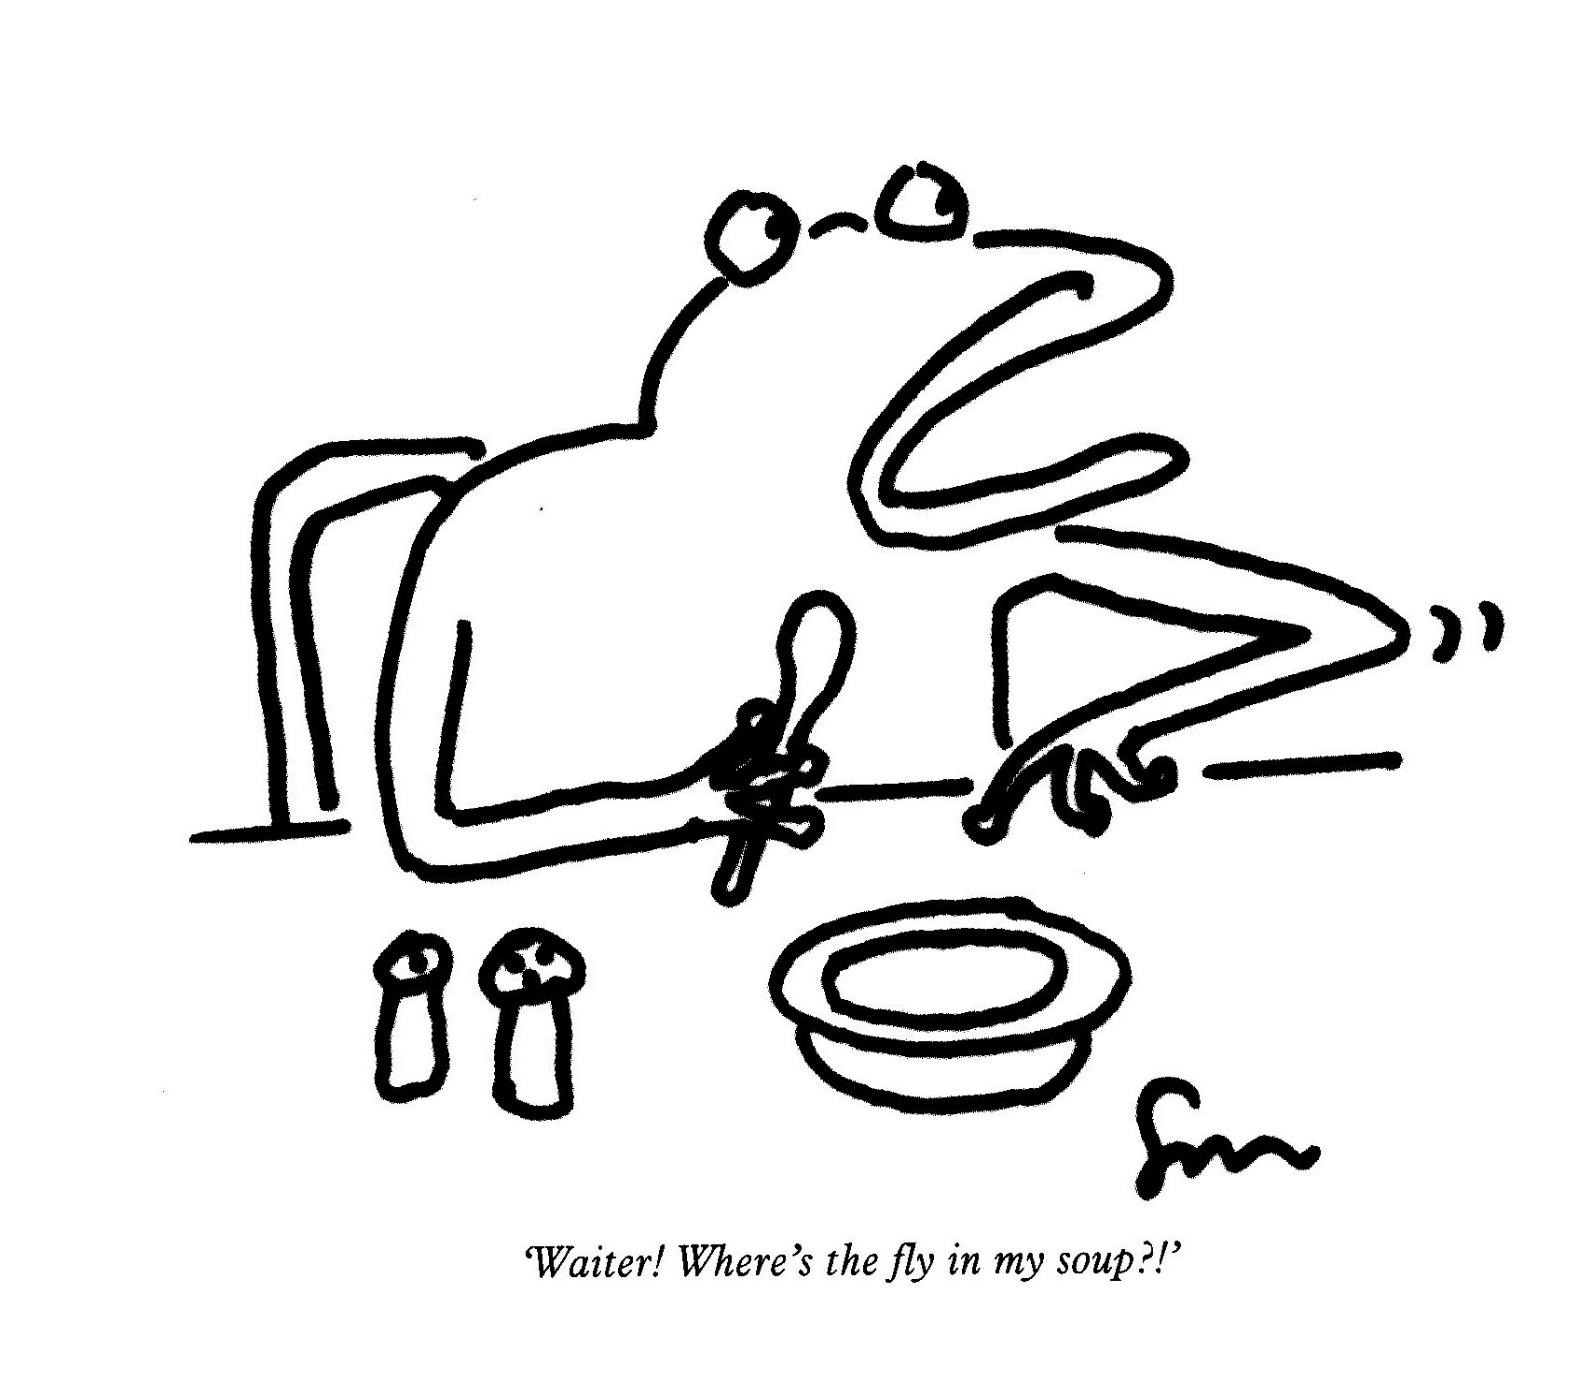 ‘Waiter! Where’s the fly in my soup?!’